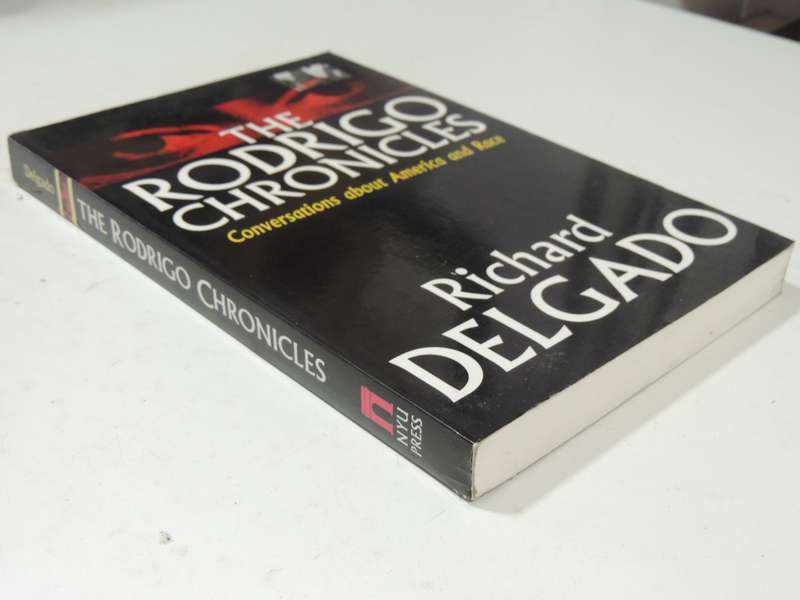 THE
RODRIGO
CHRONICLES
Conversations about America and Race
Richard
DELGADO
Delgado
THE RODRIGO CHRONICLES
NYU
PRESS